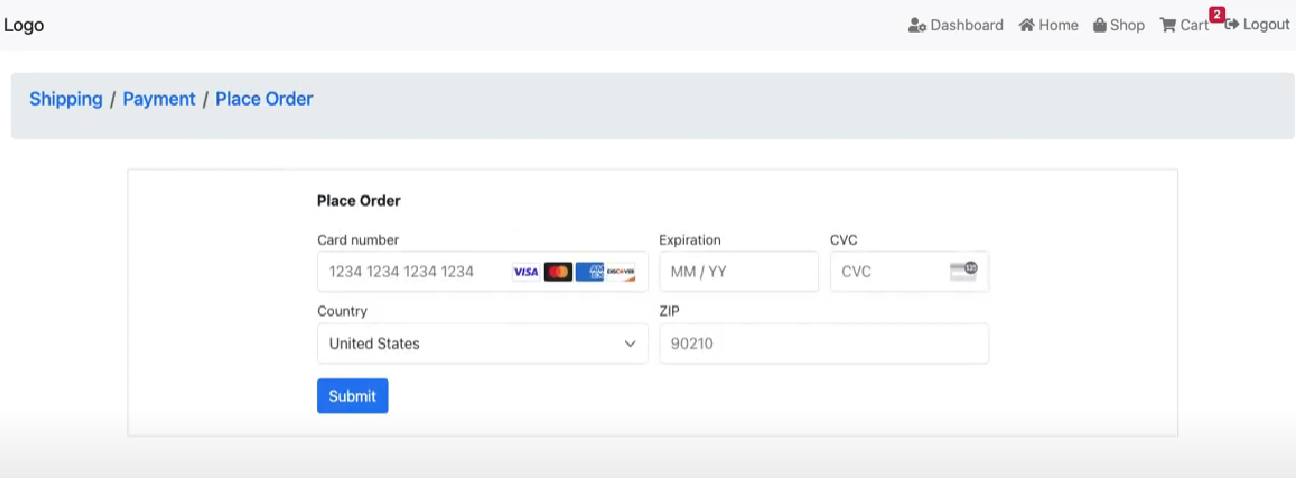 Logo Dashboard Home Shop Cart 2 Logout
Shipping / Payment / Place Order
Place Order
Card number Expiration CVC
1234 1234 1234 1234 VISA DISCOVER MM / YY CVC
Country ZIP
United States 90210
Submit